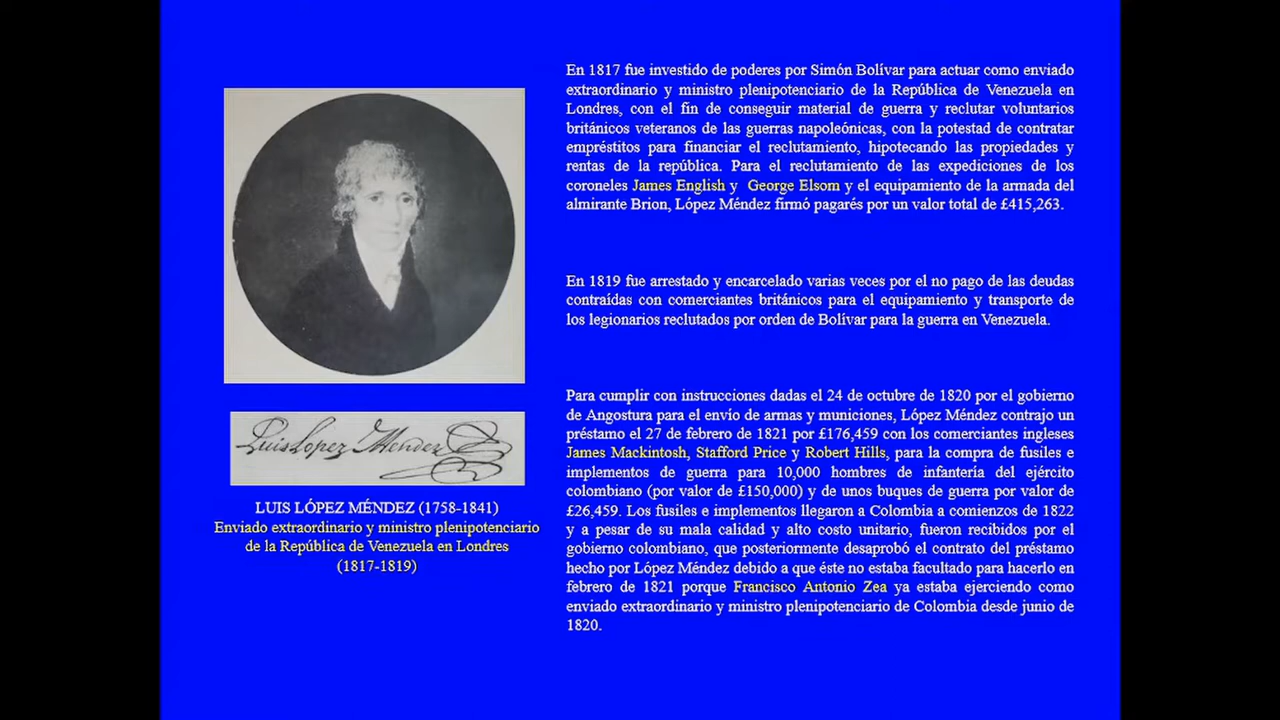 En 1817 fue investido de poderes por Simón Bolívar para actuar como enviado
extraordinario y ministro plenipotenciario de la República de Venezuela en
Londres, con el fin de conseguir material de guerra y reclutar voluntarios
británicos veteranos de las guerras napoleónicas, con la potestad de contratar
empréstitos para financiar el reclutamiento, hipotecando las propiedades y
rentas de la república. Para el reclutamiento de las expediciones de los
coroneles James English y George Elsom y el equipamiento de la armada del
almirante Brion, López Méndez firmó pagarés por un valor total de £415,263.
En 1819 fue arrestado y encarcelado varias veces por el no pago de las deudas
contraídas con comerciantes británicos para el equipamiento y transporte de
los legionarios reclutados por orden de Bolívar para la guerra en Venezuela.
Para cumplir con instrucciones dadas el 24 de octubre de 1820 por el gobierno
de Angostura para el envío de armas y municiones, López Méndez contrajo un
préstamo el 27 de febrero de 1821 por £176,459 con los comerciantes ingleses
James Mackintosh, Stafford Price y Robert Hills, para la compra de fusiles e
implementos de guerra para 10,000 hombres de infantería del ejército
colombiano (por valor de £150,000) y de unos buques de guerra por valor de
£26,459. Los fusiles e implementos llegaron a Colombia a comienzos de 1822
y a pesar de su mala calidad y alto costo unitario, fueron recibidos por el
gobierno colombiano, que posteriormente desaprobó el contrato del préstamo
hecho por López Méndez debido a que éste no estaba facultado para hacerlo en
febrero de 1821 porque Francisco Antonio Zea ya estaba ejerciendo como
enviado extraordinario y ministro plenipotenciario de Colombia desde junio de
1820.
Luis Lopez Mendez
LUIS LÓPEZ MÉNDEZ (1758-1841)
Enviado extraordinario y ministro plenipotenciario
de la República de Venezuela en Londres
(1817-1819)